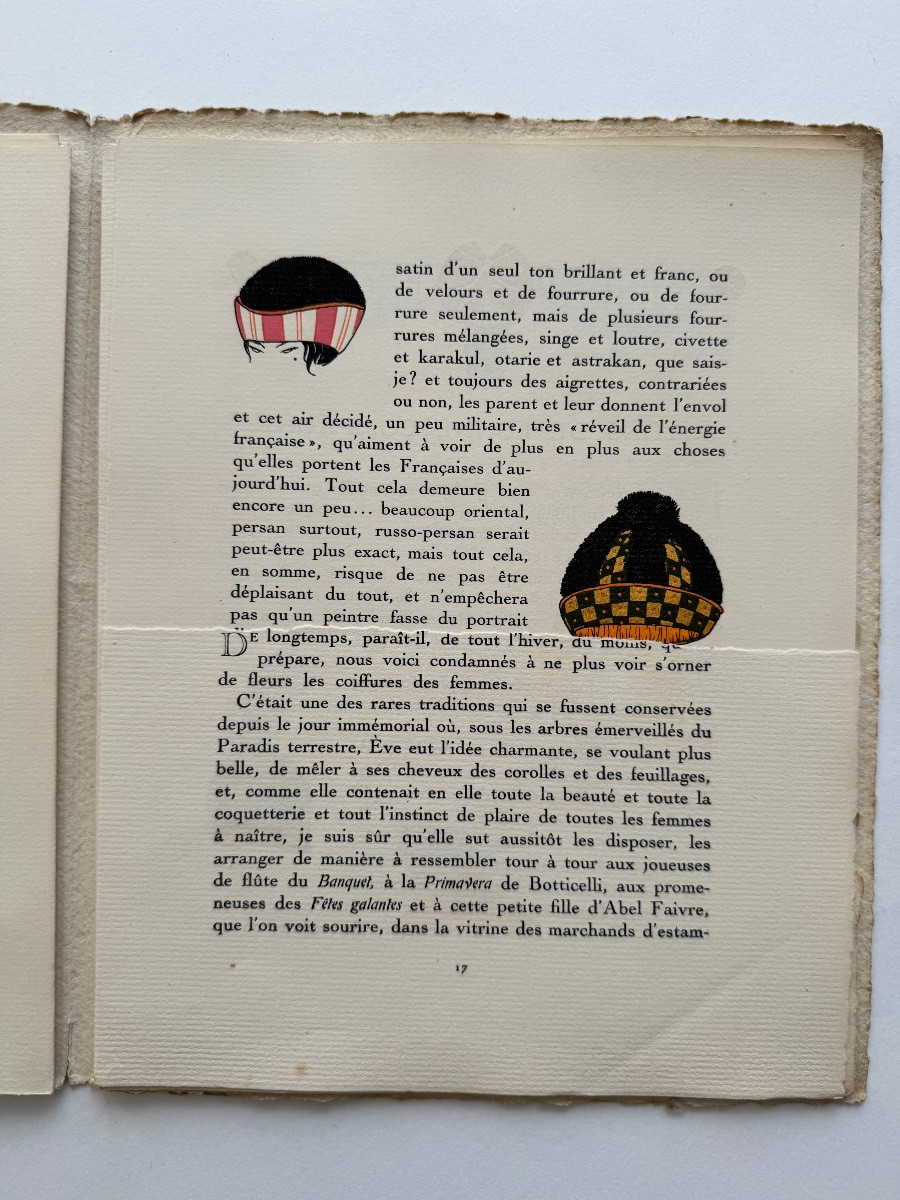 satin d'un seul ton brillant et franc, ou
de velours et de fourrure, ou de four-
rure seulement, mais de plusieurs four-
rures mélangées, singe et loutre, civette
et karakul, otarie et astrakan, que sais-
je? et toujours des aigrettes, contrariées
ou non, les parent et leur donnent l'envol
et cet air décidé, un peu militaire, très « réveil de l'énergie
française », qu'aiment à voir de plus en plus aux choses
qu'elles portent les Françaises d'au-
jourd'hui. Tout cela demeure bien
encore un peu... beaucoup oriental,
persan surtout, russo-persan serait
peut-être plus exact, mais tout cela,
en somme, risque de ne pas être
déplaisant du tout, et n'empêchera
pas qu'un peintre fasse du portrait
DE longtemps, paraît-il, de tout l'hiver, du moins,
prépare, nous voici condamnés à ne plus voir s'orner
de fleurs les coiffures des femmes.
C'était une des rares traditions qui se fussent conservées
depuis le jour immémorial où, sous les arbres émerveillés du
Paradis terrestre, Ève eut l'idée charmante, se voulant plus
belle, de mêler à ses cheveux des corolles et des feuillages,
et, comme elle contenait en elle toute la beauté et toute la
coquetterie et tout l'instinct de plaire de toutes les femmes
à naître, je suis sûr qu'elle sut aussitôt les disposer, les
arranger de manière à ressembler tour à tour aux joueuses
de flûte du Banquet, à la Primavera de Botticelli, aux prome-
neuses des Fêtes galantes et à cette petite fille d'Abel Faivre,
que l'on voit sourire, dans la vitrine des marchands d'estam-
17